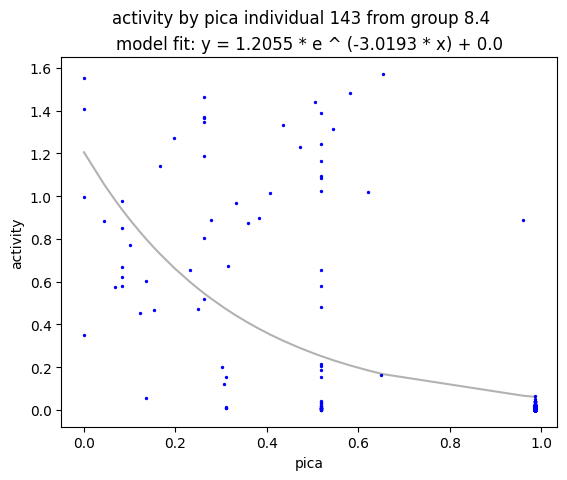 activity by pica individual 143 from group 8.4
model fit: y = 1.2055 * e ^ (-3.0193 * x) + 0.0
1.6
1.4
1.2
1.0
0.8
0.6
0.4
0.2
0.0
activity
0.0 0.2 0.4 0.6 0.8 1.0
pica